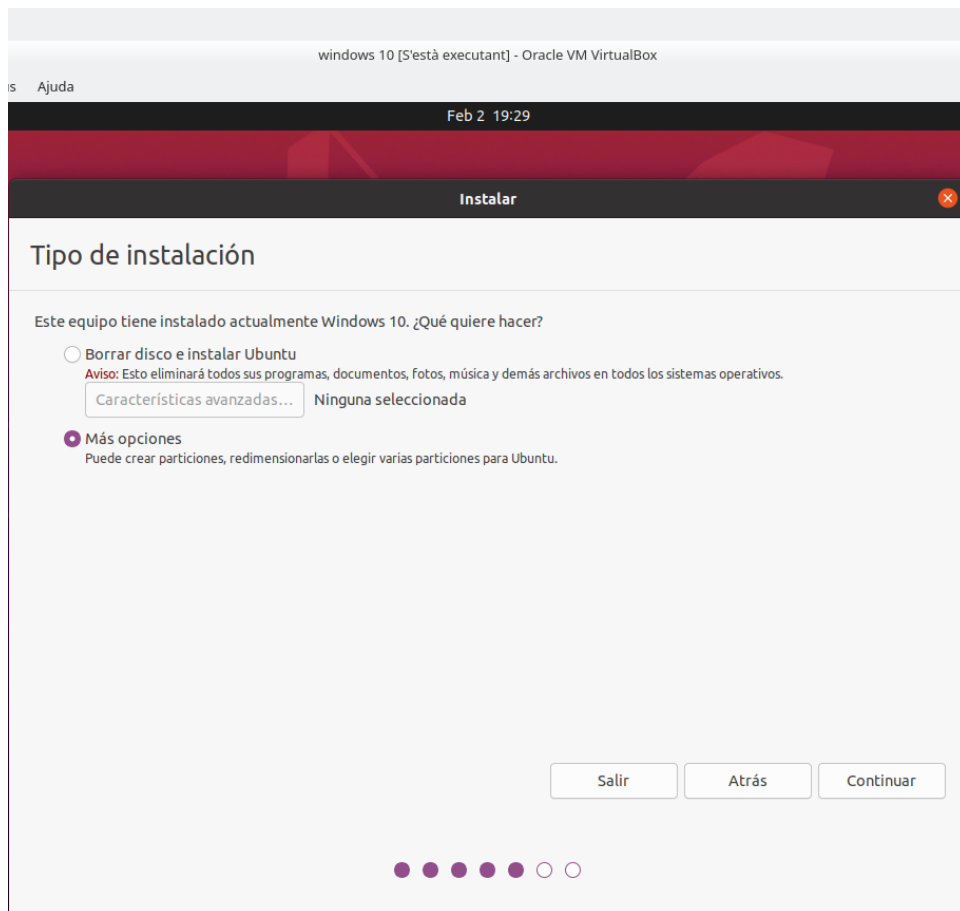 windows 10 [S'està executant] - Oracle VM VirtualBox
Ajuda
Feb 2 19:29
Instalar
Tipo de instalación
Este equipo tiene instalado actualmente Windows 10. ¿Qué quiere hacer?
Borrar disco e instalar Ubuntu
Aviso: Esto eliminará todos sus programas, documentos, fotos, música y demás archivos en todos los sistemas operativos.
Características avanzadas... Ninguna seleccionada
Más opciones
Puede crear particiones, redimensionarlas o elegir varias particiones para Ubuntu.
Salir Atrás Continuar